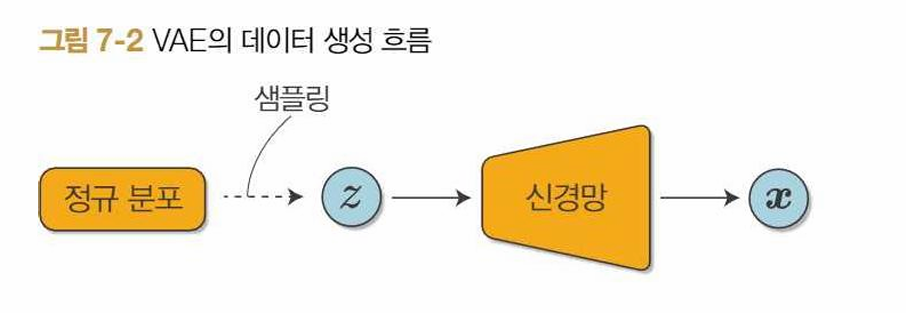 그림 7-2 VAE의 데이터 생성 흐름
샘플링
정규 분포
z
신경망
x